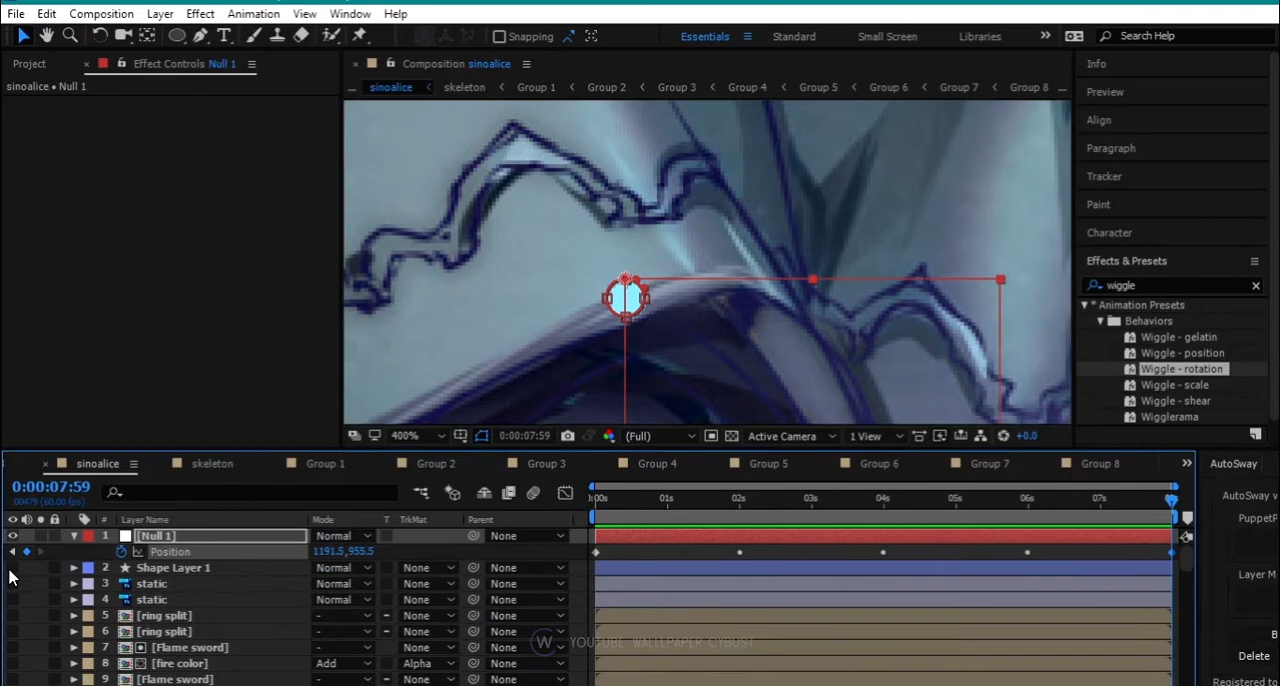 File Edit Composition Layer Effect Animation View Window Help
Snapping Essentials Standard Small Screen Libraries Search Help
Project Effect Controls Null 1
sinoalice • Null 1
Composition sinoalice
... sinoalice skeleton Group 1 Group 2 Group 3 Group 4 Group 5 Group 6 Group 7 Group 8 ...
Info
Preview
Align
Paragraph
Tracker
Paint
Character
Effects & Presets
wiggle
* Animation Presets
Behaviors
Wiggle - gelatin
Wiggle - position
Wiggle - rotation
Wiggle - scale
Wiggle - shear
Wigglerama
400% 0:00:07:59 (Full) Active Camera 1 View +0.0
sinoalice skeleton Group 1 Group 2 Group 3 Group 4 Group 5 Group 6 Group 7 Group 8
0:00:07:59
00479 (60.00 fps)
:00s 01s 02s 03s 04s 05s 06s 07s
# Layer Name Mode T TrkMat Parent
1 [Null 1] Normal None
Position 1191.5,955.5
2 Shape Layer 1 Normal None None
3 static Normal None None
4 static Normal None None
5 [ring split] - None None
6 [ring split] - None None
7 [Flame sword] - None None
8 [fire color] Add Alpha None
9 [Flame sword] - None None
W YOUTUBE WALLPAPER CYBUST
AutoSway
AutoSway v
PuppetP
Layer M
B
Delete
Registered to